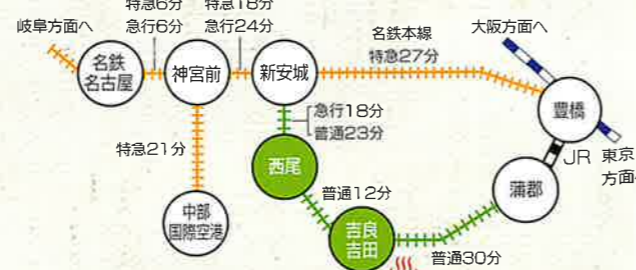 特急6分
特急18分
岐阜方面へ
急行6分
急行24分
名鉄本線
大阪方面へ
特急27分
名鉄
名古屋
神宮前
新安城
豊橋
急行18分
普通23分
特急21分
西尾
JR
東京
方面へ
普通12分
蒲郡
中部
国際空港
吉良
吉田
普通30分